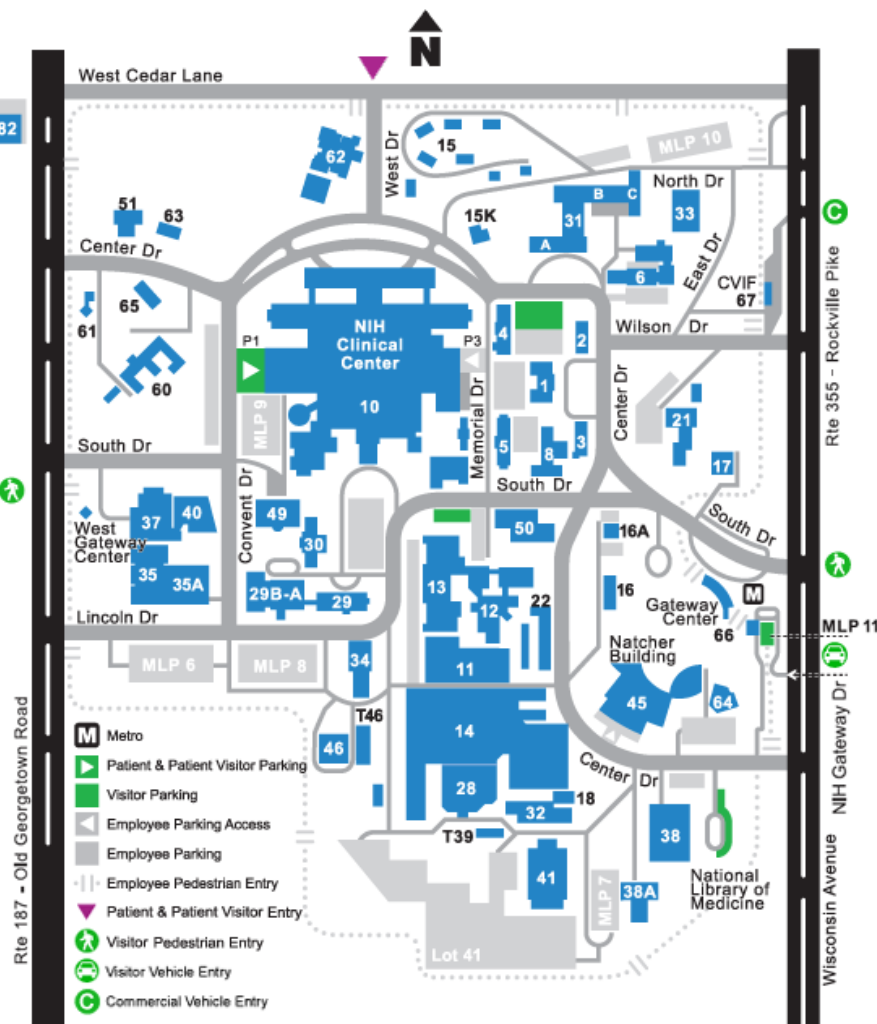 N
West Cedar Lane
82
62
West Dr
15
MLP 10
North Dr
B
C
31
A
33
51
63
15K
Center Dr
6
East Dr
CVIF
67
C
Rte 355 - Rockville Pike
65
61
60
P1
NIH
Clinical
Center
10
P3
4
2
Wilson Dr
1
Memorial Dr
Center Dr
MLP 9
5
8
3
21
17
South Dr
South Dr
South Dr
West
Gateway
Center
37
40
35
35A
Convent Dr
49
30
50
16A
29B-A
29
13
12
22
16
Gateway
Center
M
66
MLP 11
Lincoln Dr
MLP 6
MLP 8
34
11
Natcher
Building
45
64
T46
46
14
28
32
18
Center Dr
NIH Gateway Dr
T39
38
41
MLP 7
38A
National
Library of
Medicine
Lot 41
Rte 187 - Old Georgetown Road
Wisconsin Avenue
M Metro
Patient & Patient Visitor Parking
Visitor Parking
Employee Parking Access
Employee Parking
Employee Pedestrian Entry
Patient & Patient Visitor Entry
Visitor Pedestrian Entry
Visitor Vehicle Entry
C Commercial Vehicle Entry